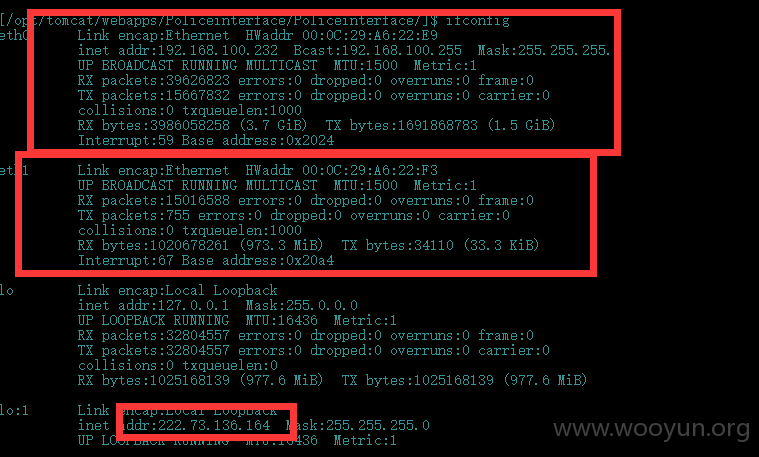 [/opt/tomcat/webapps/Policeinterface/Policeinterface/]$ ifconfig
eth0 Link encap:Ethernet HWaddr 00:0C:29:A6:22:E9
inet addr:192.168.100.232 Bcast:192.168.100.255 Mask:255.255.255.
UP BROADCAST RUNNING MULTICAST MTU:1500 Metric:1
RX packets:39626823 errors:0 dropped:0 overruns:0 frame:0
TX packets:15667832 errors:0 dropped:0 overruns:0 carrier:0
collisions:0 txqueuelen:1000
RX bytes:3986058258 (3.7 GiB) TX bytes:1691868783 (1.5 GiB)
Interrupt:59 Base address:0x2024
eth1 Link encap:Ethernet HWaddr 00:0C:29:A6:22:F3
UP BROADCAST RUNNING MULTICAST MTU:1500 Metric:1
RX packets:15016588 errors:0 dropped:0 overruns:0 frame:0
TX packets:755 errors:0 dropped:0 overruns:0 carrier:0
collisions:0 txqueuelen:1000
RX bytes:1020678261 (973.3 MiB) TX bytes:34110 (33.3 KiB)
Interrupt:67 Base address:0x20a4
lo Link encap:Local Loopback
inet addr:127.0.0.1 Mask:255.0.0.0
UP LOOPBACK RUNNING MTU:16436 Metric:1
RX packets:32804557 errors:0 dropped:0 overruns:0 frame:0
TX packets:32804557 errors:0 dropped:0 overruns:0 carrier:0
collisions:0 txqueuelen:0
RX bytes:1025168139 (977.6 MiB) TX bytes:1025168139 (977.6 MiB)
lo:1 Link encap:Local Loopback
inet addr:222.73.136.164 Mask:255.255.255.0
UP LOOPBACK RUNNING MTU:16436 Metric:1
www.wooyun.org